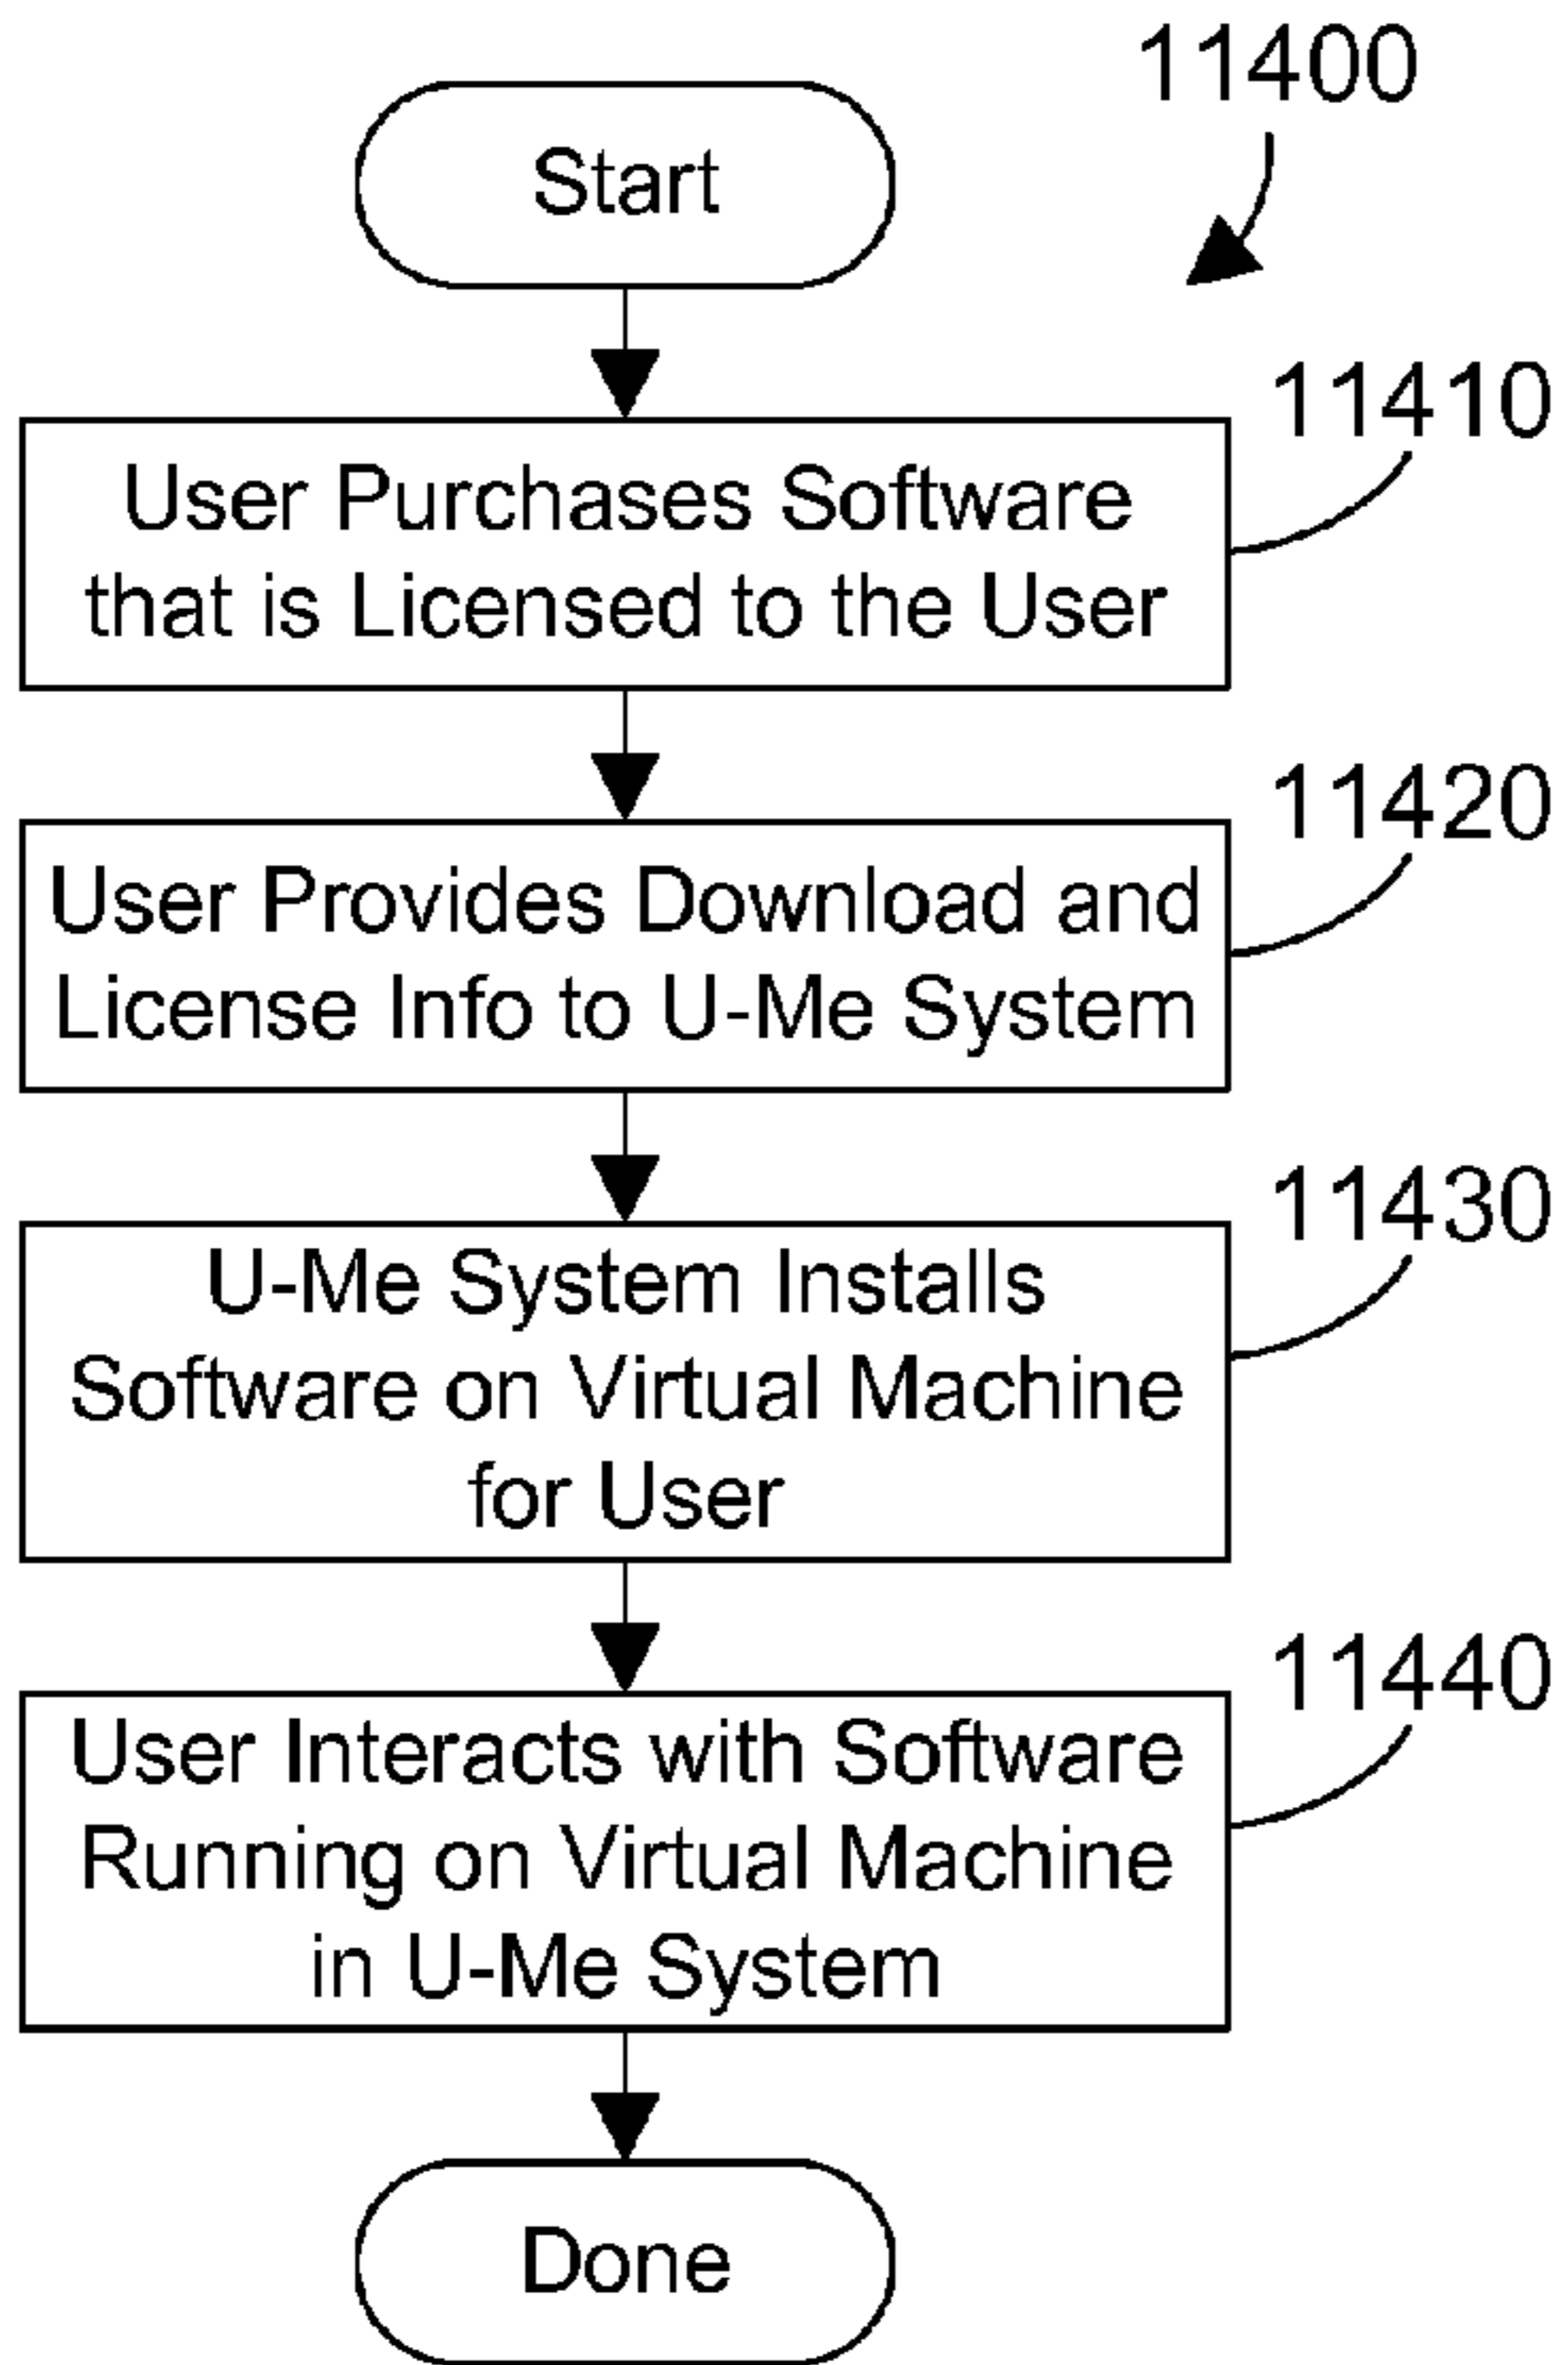 11400
Start
11410
User Purchases Software
that is Licensed to the User
11420
User Provides Download and
License Info to U-Me System
11430
U-Me System Installs
Software on Virtual Machine
for User
11440
User Interacts with Software
Running on Virtual Machine
in U-Me System
Done